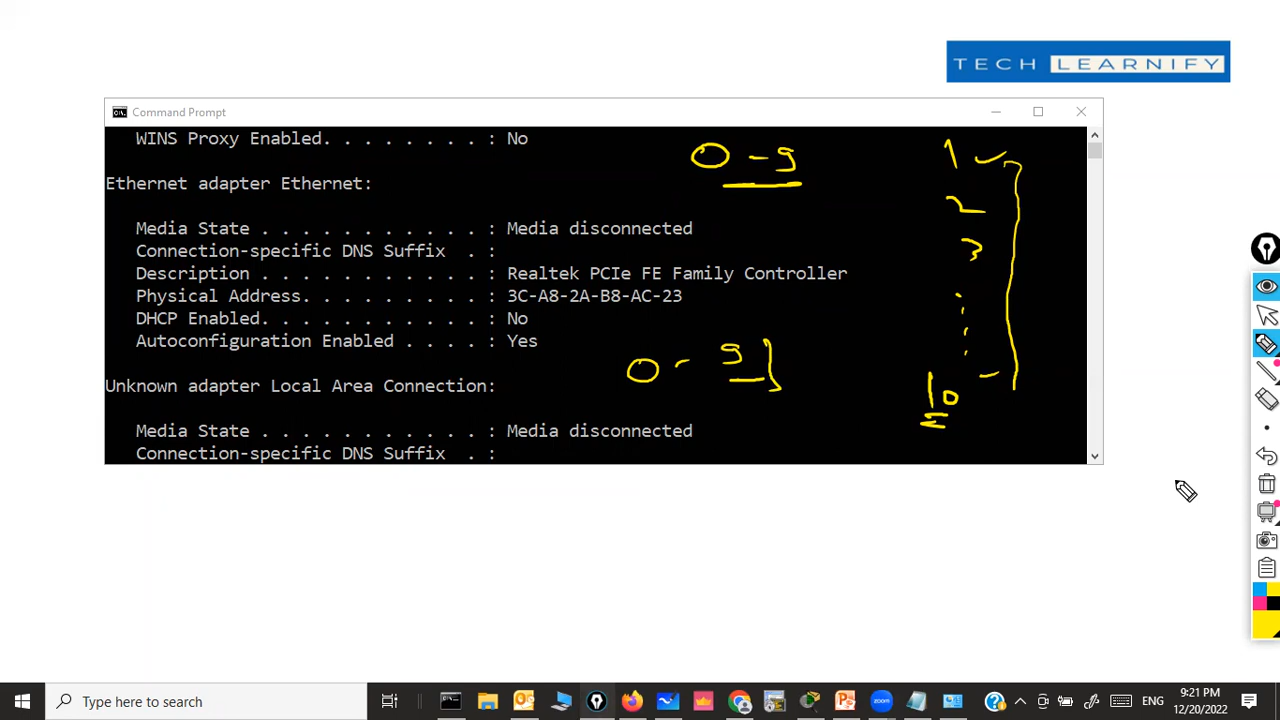 TECH LEARNIFY
Command Prompt
WINS Proxy Enabled. . . . . . . . : No
0 - 9
1
Ethernet adapter Ethernet:
2
Media State . . . . . . . . . . . : Media disconnected
Connection-specific DNS Suffix  . :
3
Description . . . . . . . . . . . : Realtek PCIe FE Family Controller
Physical Address. . . . . . . . . : 3C-A8-2A-B8-AC-23
DHCP Enabled. . . . . . . . . . . : No
Autoconfiguration Enabled . . . . : Yes
0 - 9
10
Unknown adapter Local Area Connection:
Media State . . . . . . . . . . . : Media disconnected
Connection-specific DNS Suffix  . :
Type here to search
9:21 PM
ENG
12/20/2022